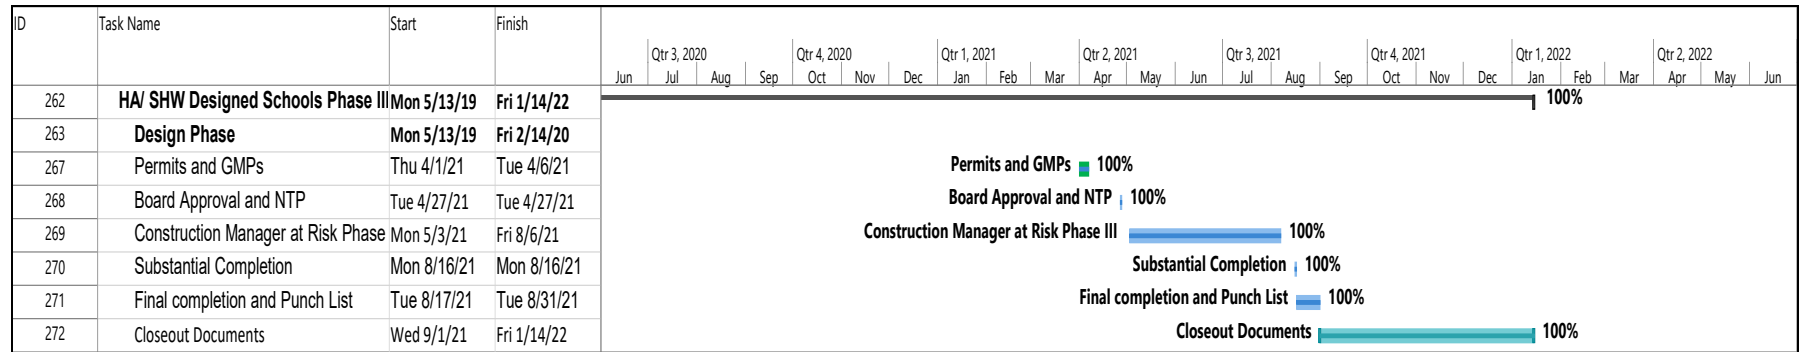 ID Task Name Start Finish
Qtr 3, 2020 Qtr 4, 2020 Qtr 1, 2021 Qtr 2, 2021 Qtr 3, 2021 Qtr 4, 2021 Qtr 1, 2022 Qtr 2, 2022
Jun Jul Aug Sep Oct Nov Dec Jan Feb Mar Apr May Jun Jul Aug Sep Oct Nov Dec Jan Feb Mar Apr May Jun
262 HA/ SHW Designed Schools Phase III Mon 5/13/19 Fri 1/14/22 100%
263 Design Phase Mon 5/13/19 Fri 2/14/20
267 Permits and GMPs Thu 4/1/21 Tue 4/6/21 Permits and GMPs 100%
268 Board Approval and NTP Tue 4/27/21 Tue 4/27/21 Board Approval and NTP 100%
269 Construction Manager at Risk Phase Mon 5/3/21 Fri 8/6/21 Construction Manager at Risk Phase III 100%
270 Substantial Completion Mon 8/16/21 Mon 8/16/21 Substantial Completion 100%
271 Final completion and Punch List Tue 8/17/21 Tue 8/31/21 Final completion and Punch List 100%
272 Closeout Documents Wed 9/1/21 Fri 1/14/22 Closeout Documents 100%